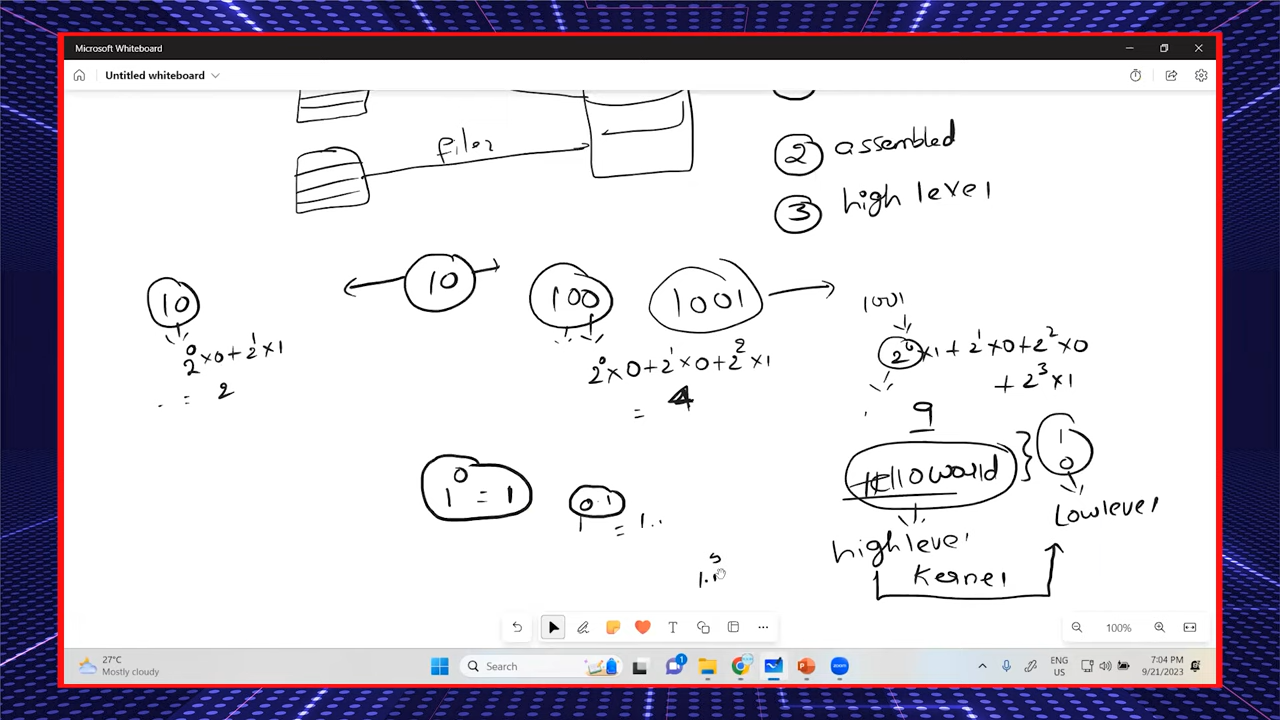 Microsoft Whiteboard
Untitled whiteboard
files
2 assembled
3 high level
10
10
100
1001
1001
2⁰×0+2¹×1
= 2
2⁰×0+2¹×0+2²×1
= 4
2⁰×1+2¹×0+2²×0
+2³×1
9
Helloworld
1
0
Lowlevel
highlevel
Kernel
1⁰=1
1⁰·¹
=1..
100%
27°C
Mostly cloudy
Search
1
zoom
ENG
US
7:04 PM
9/21/2023